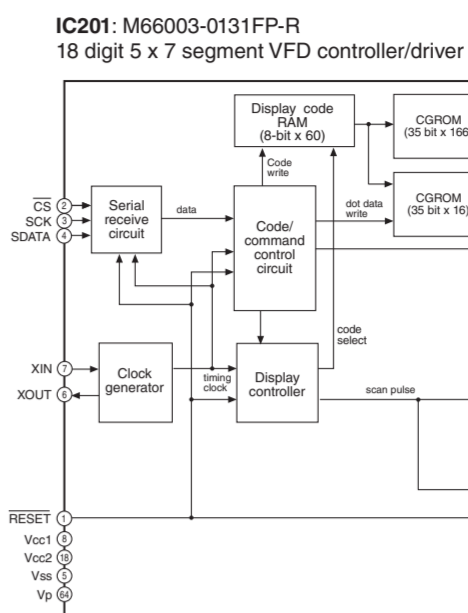 IC201: M66003-0131FP-R
18 digit 5 x 7 segment VFD controller/driver
Display code
RAM
(8-bit x 60)
CGROM
(35 bit x 166)
Code
write
CGROM
(35 bit x 16)
CS
2
SCK
3
SDATA
4
Serial
receive
circuit
data
Code/
command
control
circuit
dot data
write
code
select
XIN
7
XOUT
6
Clock
generator
timing
clock
Display
controller
scan pulse
RESET
1
Vcc1
8
Vcc2
18
Vss
5
Vp
64